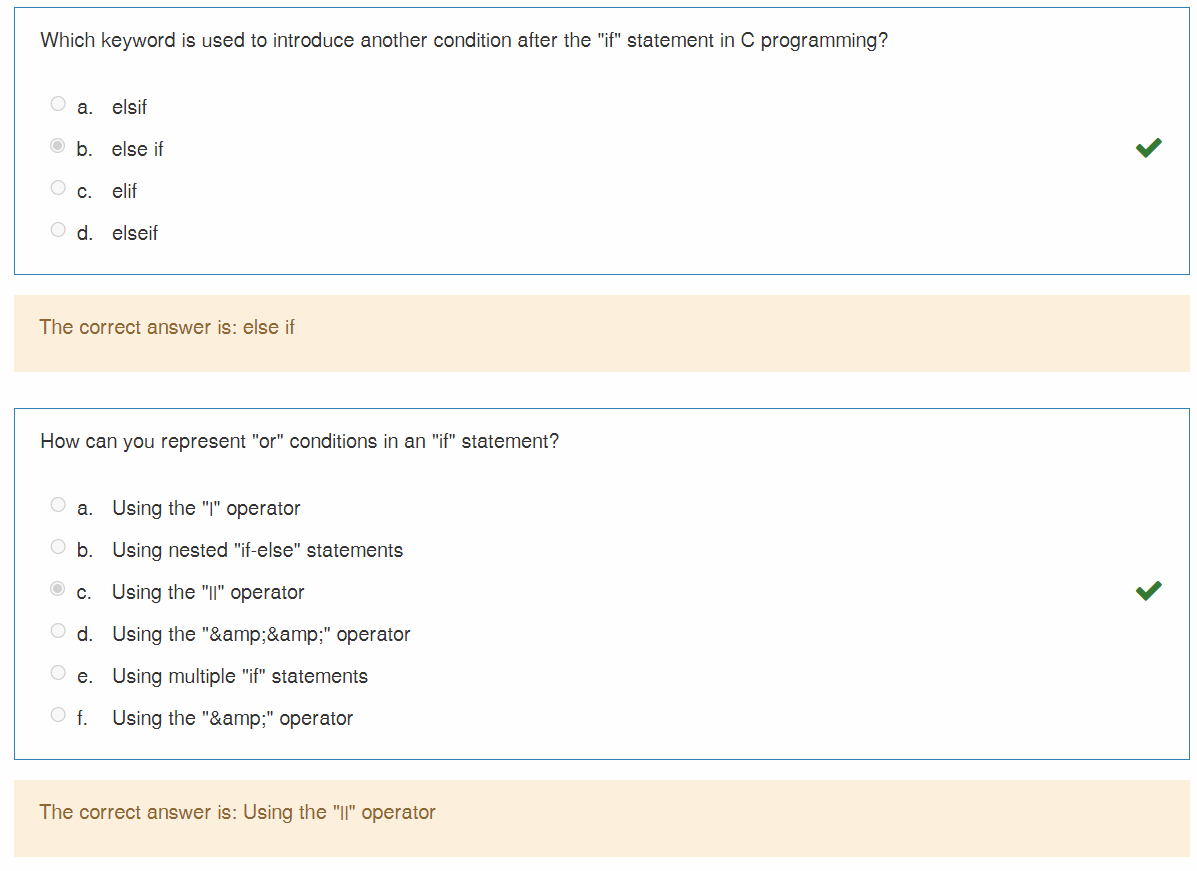 Which keyword is used to introduce another condition after the "if" statement in C programming?
a. elsif
b. else if
c. elif
d. elseif
The correct answer is: else if
How can you represent "or" conditions in an "if" statement?
a. Using the "|" operator
b. Using nested "if-else" statements
c. Using the "||" operator
d. Using the "&amp;&amp;" operator
e. Using multiple "if" statements
f. Using the "&amp;" operator
The correct answer is: Using the "||" operator